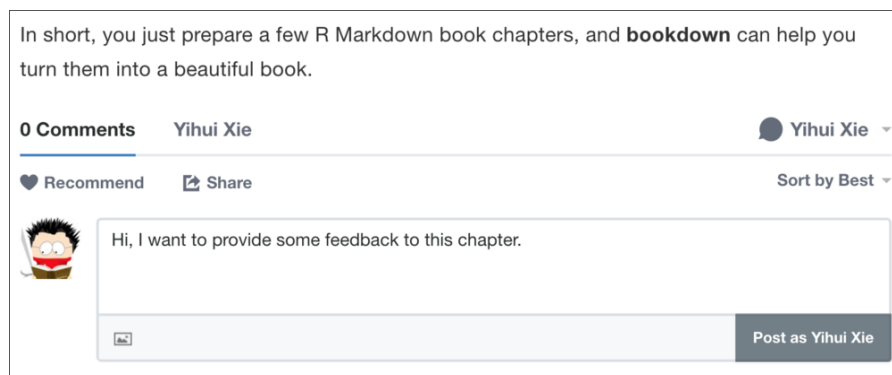 In short, you just prepare a few R Markdown book chapters, and bookdown can help you
turn them into a beautiful book.
0 Comments Yihui Xie Yihui Xie
Recommend Share Sort by Best
Hi, I want to provide some feedback to this chapter.
Post as Yihui Xie